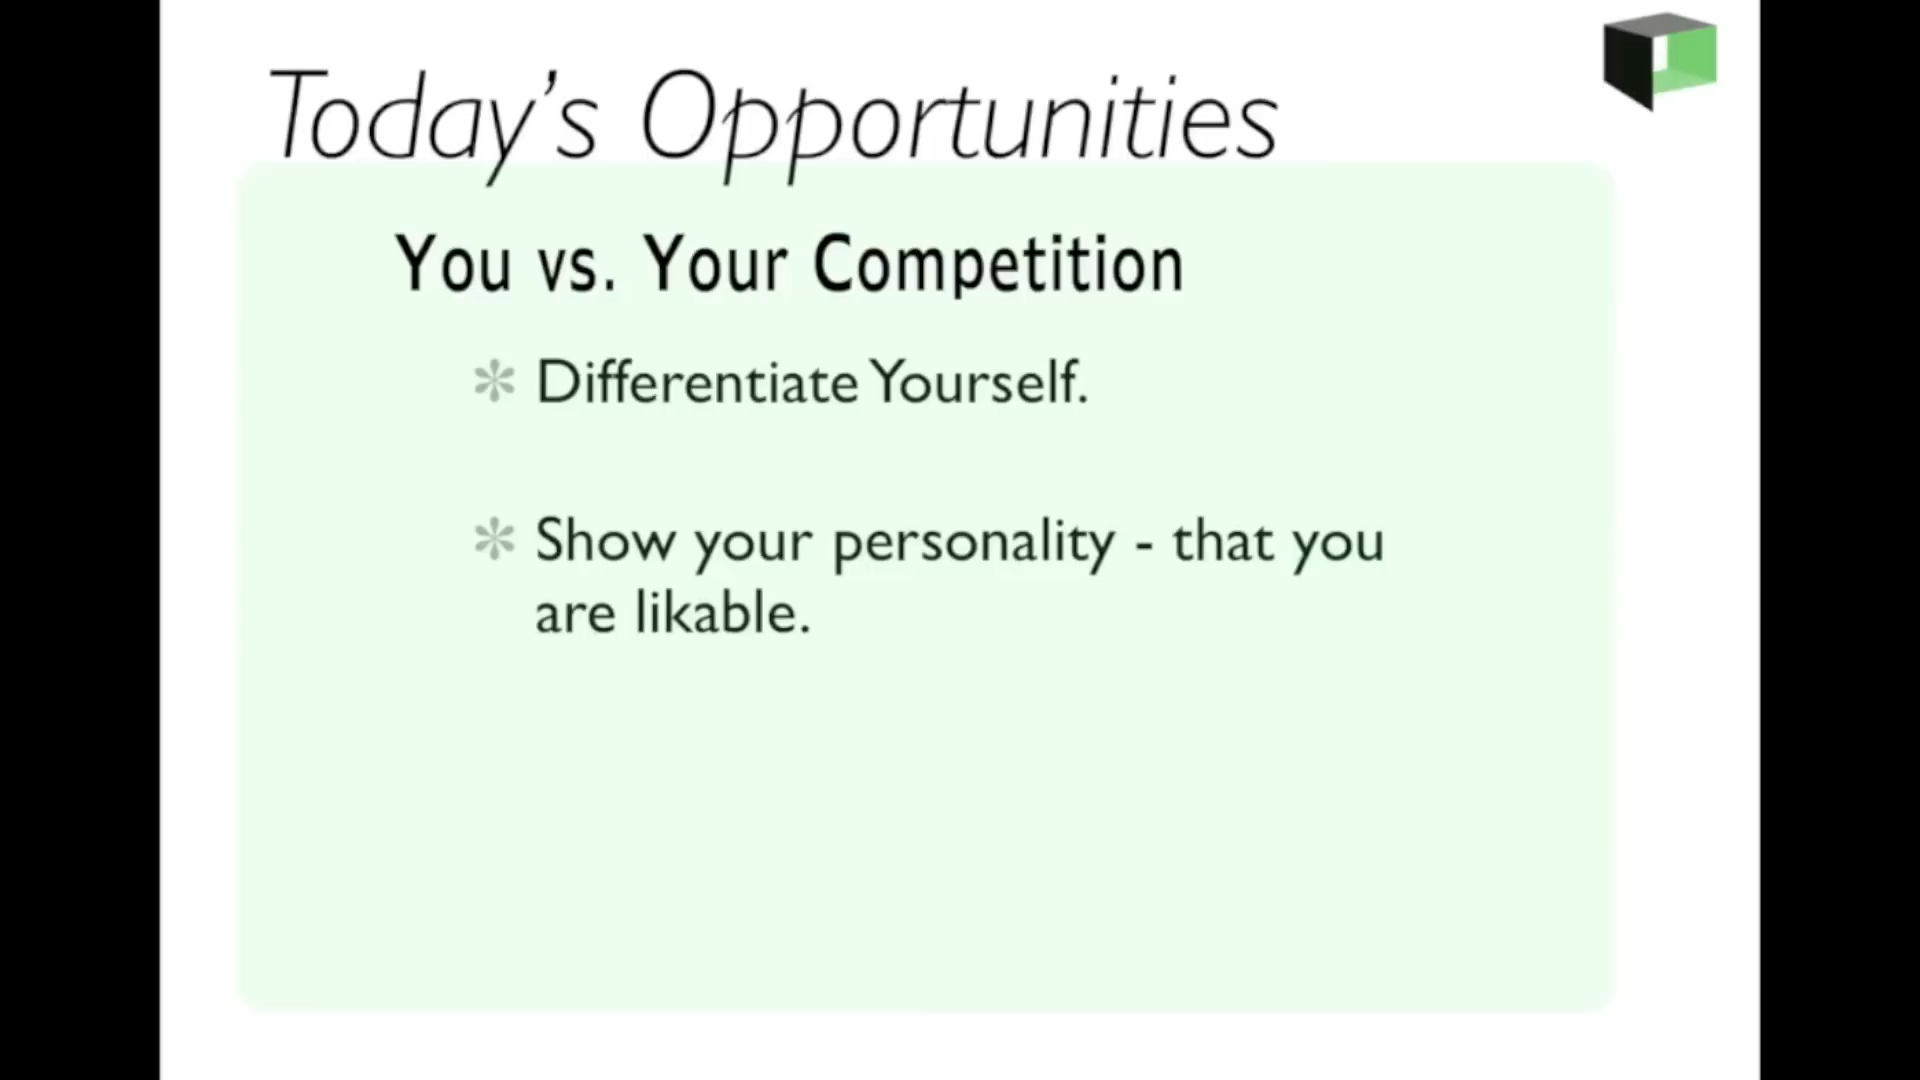 Today's Opportunities
You vs. Your Competition
✻ Differentiate Yourself.
✻ Show your personality - that you
are likable.